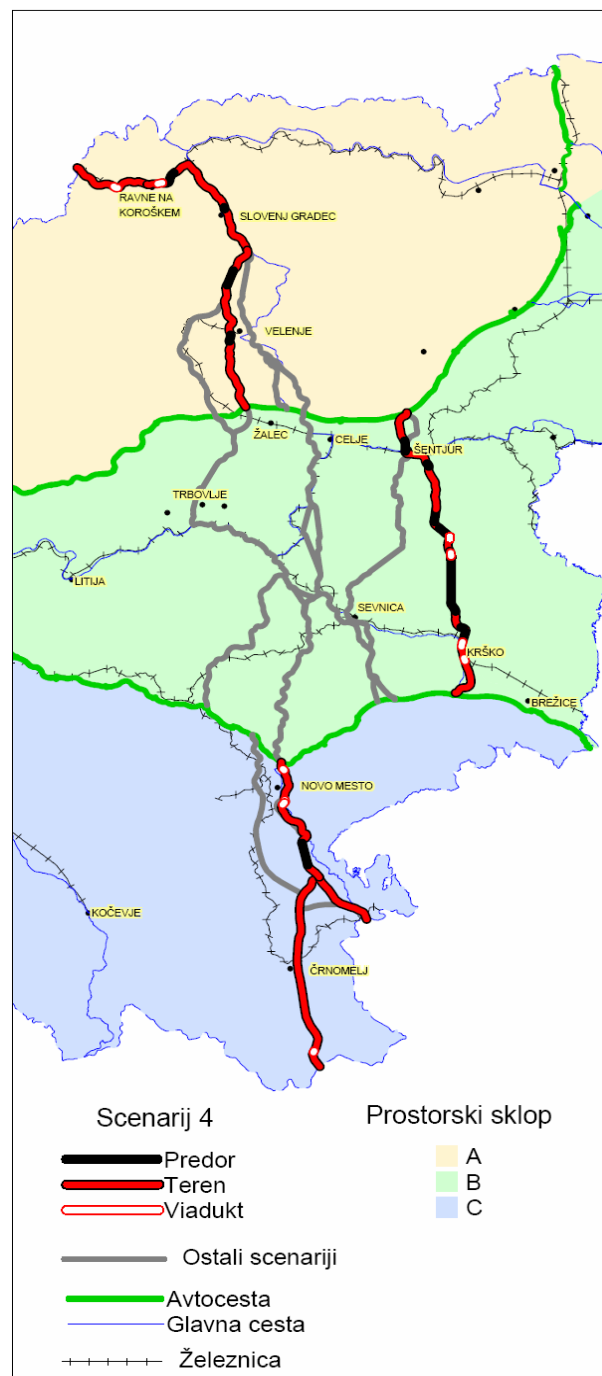 RAVNE NA
KOROŠKEM
SLOVENJ GRADEC
VELENJE
ŽALEC
CELJE
ŠENTJUR
TRBOVLJE
LITIJA
SEVNICA
KRŠKO
BREŽICE
NOVO MESTO
KOČEVJE
ČRNOMELJ
Scenarij 4
Prostorski sklop
Predor
A
Teren
B
Viadukt
C
Ostali scenariji
Avtocesta
Glavna cesta
Železnica